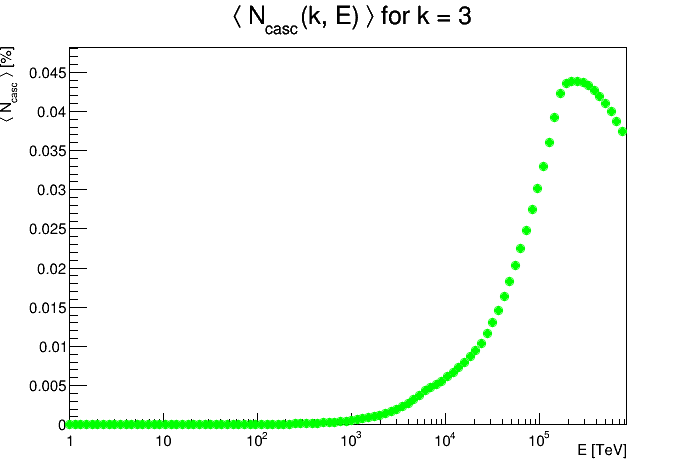 ⟨ N_casc (k, E) ⟩ for k = 3
⟨ N_casc ⟩ [%]
0.045
0.04
0.035
0.03
0.025
0.02
0.015
0.01
0.005
0
1 10 10² 10³ 10⁴ 10⁵
E [TeV]